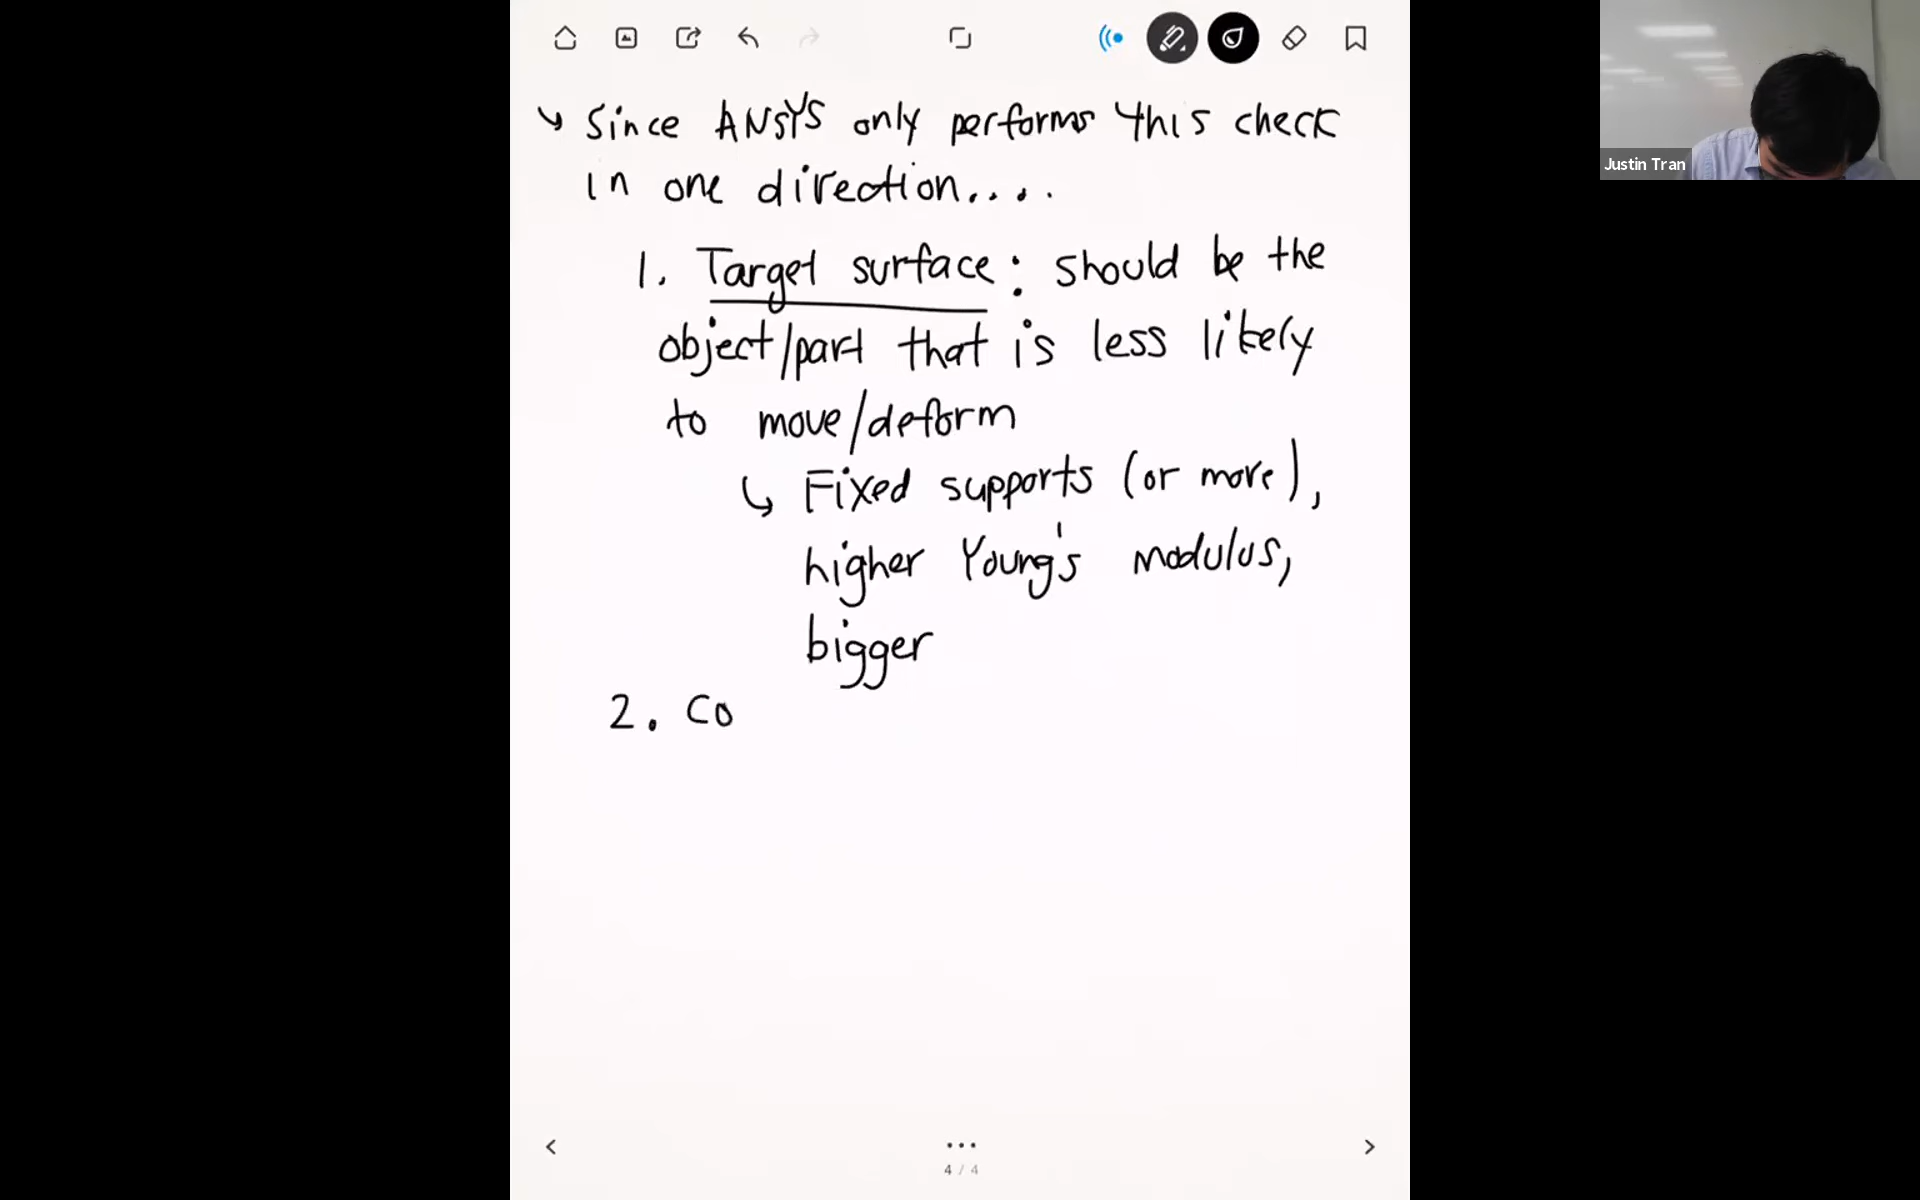 ↘ Since ANSYS only performs this check
in one direction....
1. Target surface: should be the
object/part that is less likely
to move/deform
↳ Fixed supports (or more),
higher Young's modulus,
bigger
2. Co
4 / 4
Justin Tran